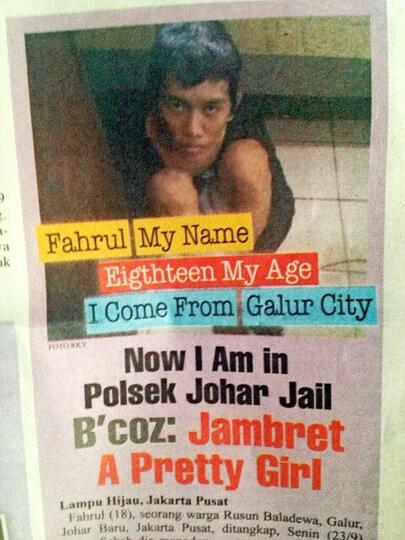 Fahrul My Name
Eigthteen My Age
I Come From Galur City
FOTO:RKY
Now I Am in
Polsek Johar Jail
B'coz: Jambret
A Pretty Girl
Lampu Hijau, Jakarta Pusat
Fahrul (18), seorang warga Rusun Baladewa, Galur,
Johar Baru, Jakarta Pusat, ditangkap, Senin (23/9)